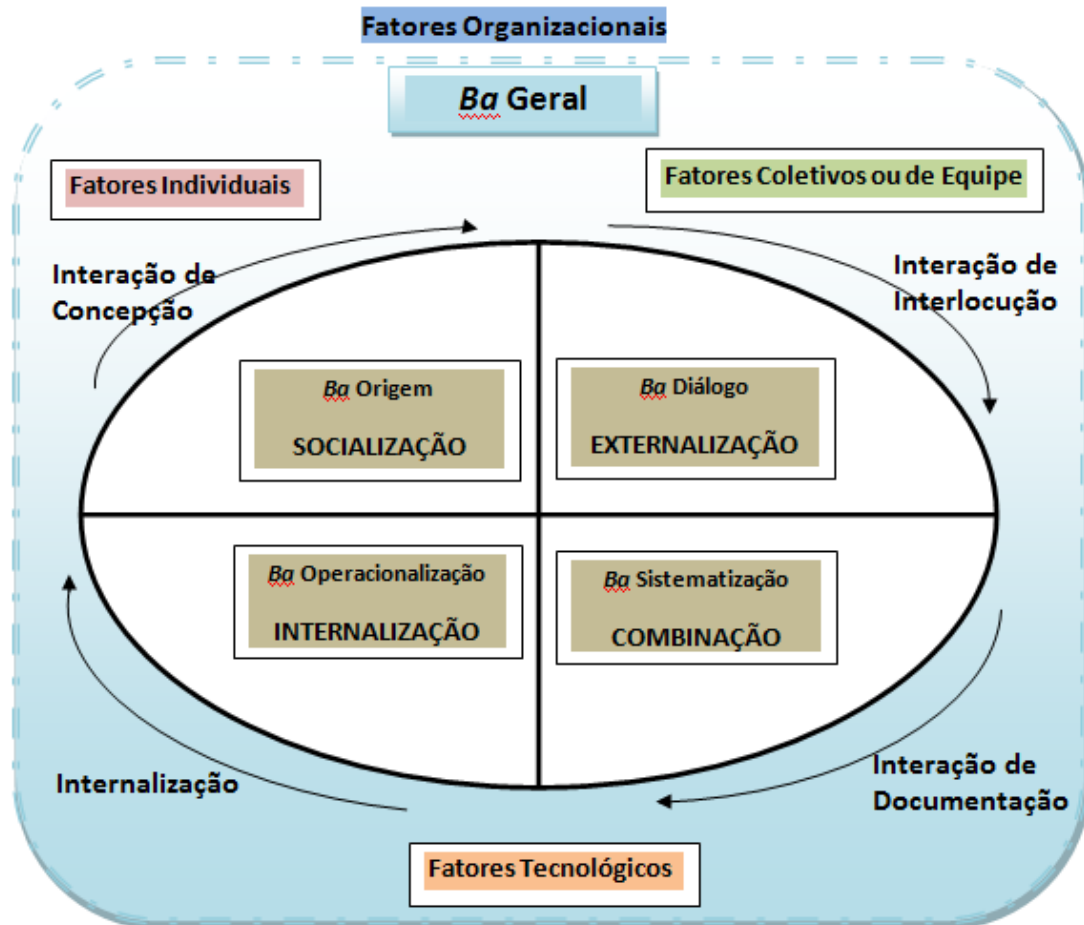 Fatores Organizacionais
Ba Geral
Fatores Individuais
Fatores Coletivos ou de Equipe
Interação de
Concepção
Interação de
Interlocução
Ba Origem
SOCIALIZAÇÃO
Ba Diálogo
EXTERNALIZAÇÃO
Ba Operacionalização
INTERNALIZAÇÃO
Ba Sistematização
COMBINAÇÃO
Internalização
Interação de
Documentação
Fatores Tecnológicos